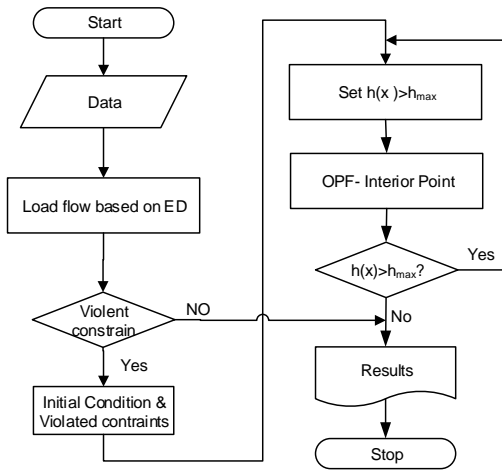 Start
Data
Load flow based on ED
Violent
constrain
NO
Yes
Initial Condition &
Violated contraints
Set h(x )>hmax
OPF- Interior Point
h(x)>hmax?
Yes
No
Results
Stop